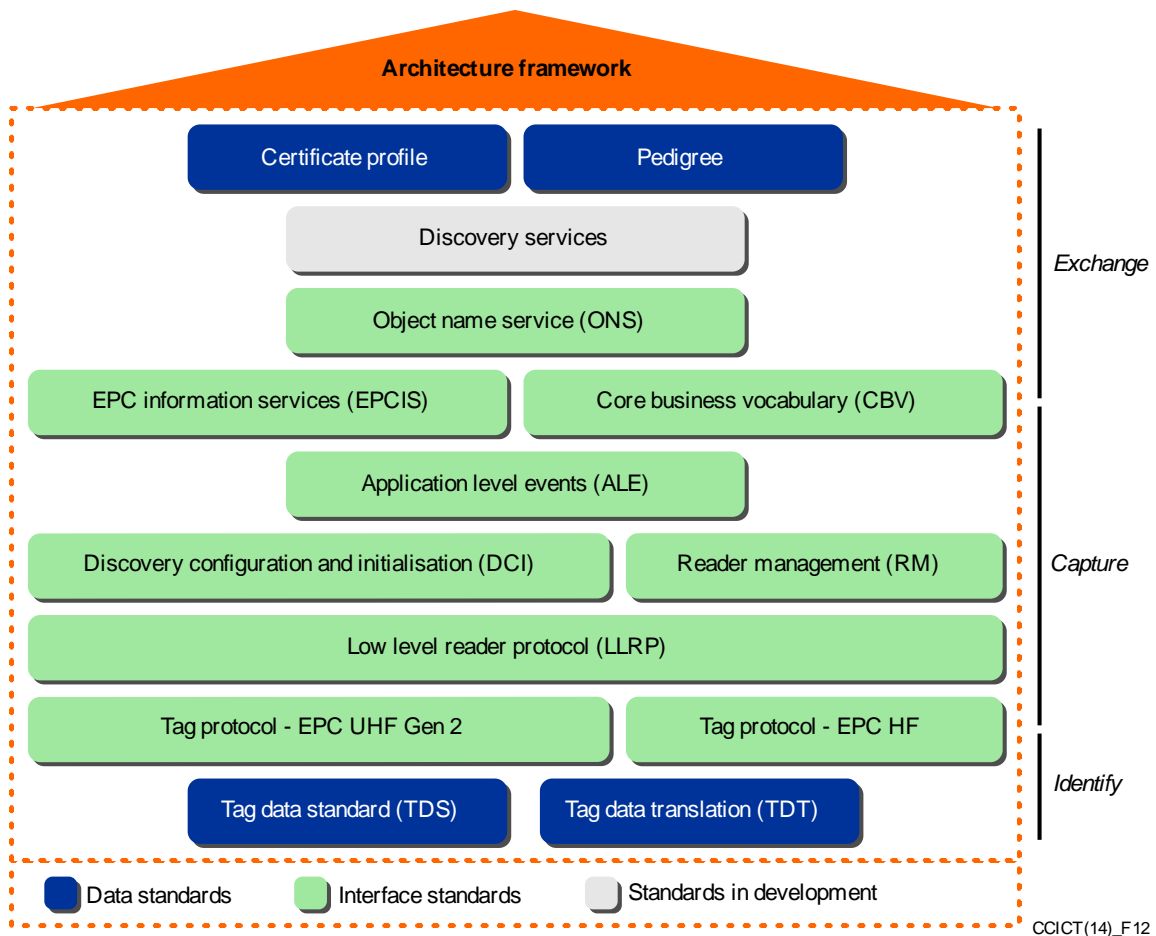 Architecture framework
Certificate profile
Pedigree
Discovery services
Exchange
Object name service (ONS)
EPC information services (EPCIS)
Core business vocabulary (CBV)
Application level events (ALE)
Discovery configuration and initialisation (DCI)
Reader management (RM)
Capture
Low level reader protocol (LLRP)
Tag protocol - EPC UHF Gen 2
Tag protocol - EPC HF
Identify
Tag data standard (TDS)
Tag data translation (TDT)
Data standards
Interface standards
Standards in development
CCICT(14)_F12